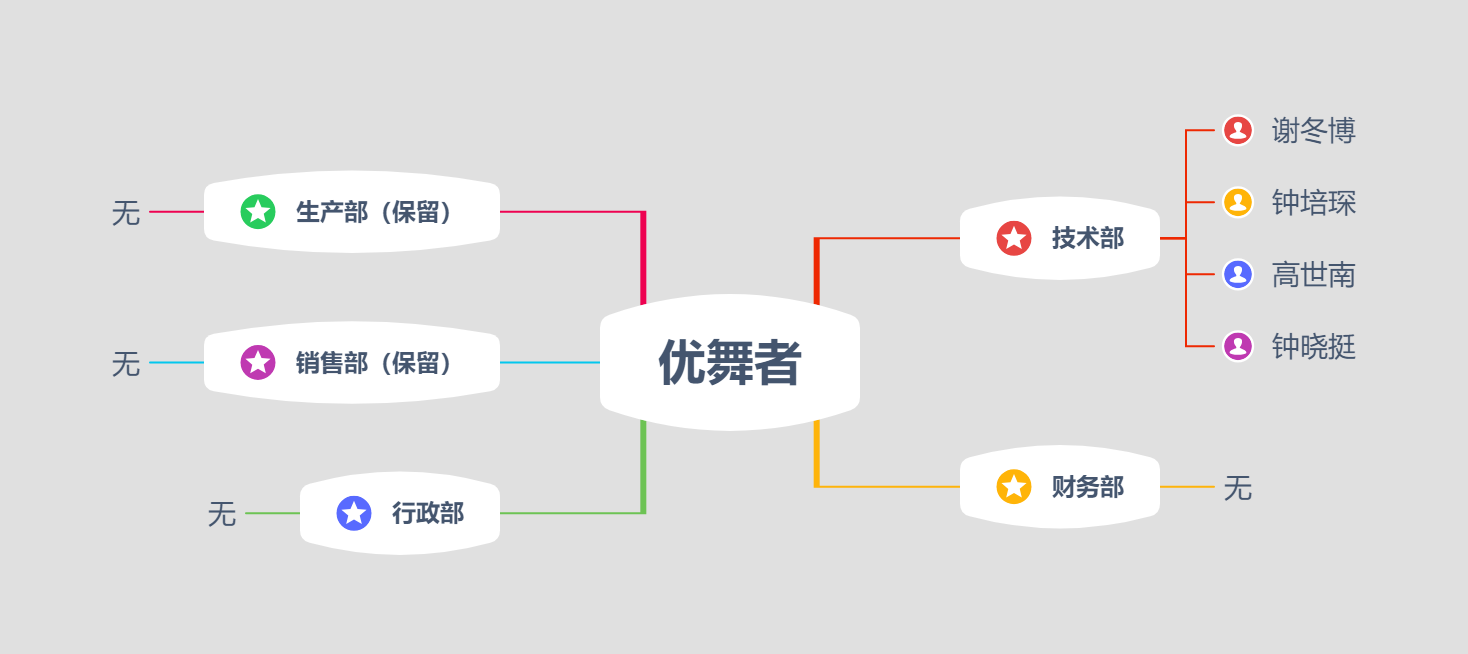 优舞者
技术部
谢冬博
钟培琛
高世南
钟晓挺
财务部
无
生产部（保留）
无
销售部（保留）
无
行政部
无